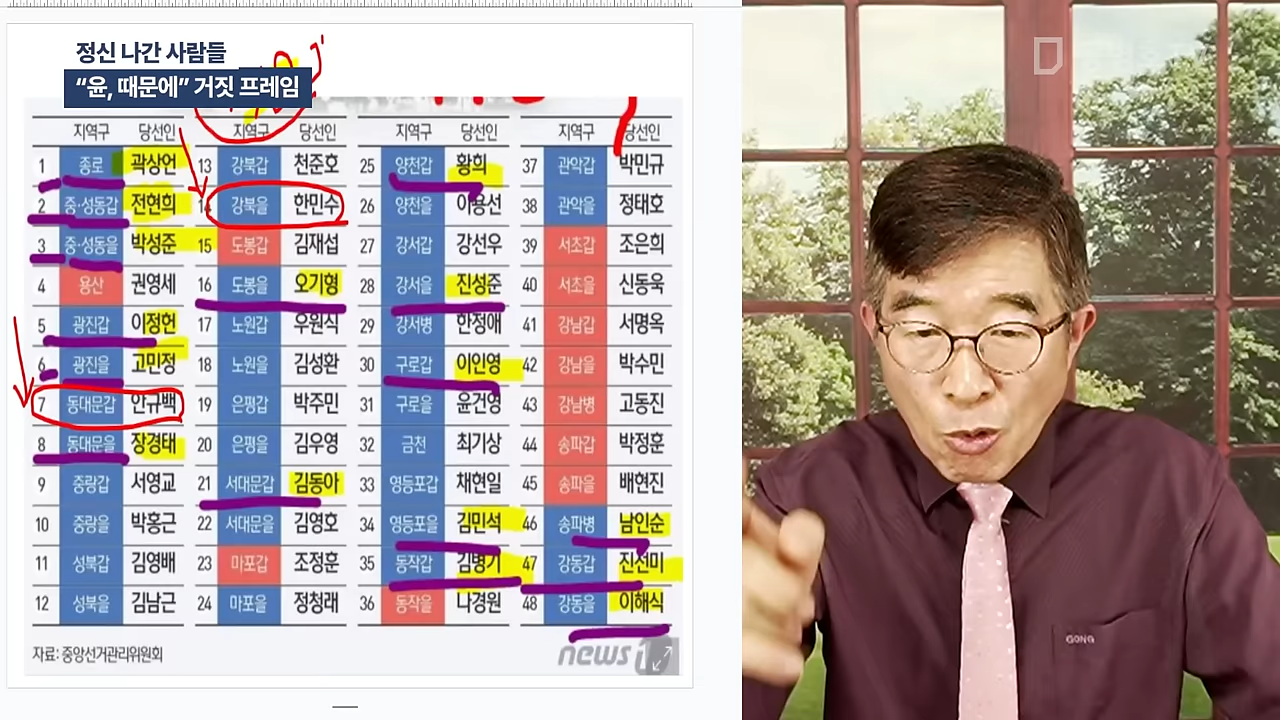 정신 나간 사람들
“윤, 때문에” 거짓 프레임
지역구 당선인 지역구 당선인 지역구 당선인 지역구 당선인
1 종로 곽상언 13 강북갑 천준호 25 양천갑 황희 37 관악갑 박민규
2 중·성동갑 전현희 14 강북을 한민수 26 양천을 이용선 38 관악을 정태호
3 중·성동을 박성준 15 도봉갑 김재섭 27 강서갑 강선우 39 서초갑 조은희
4 용산 권영세 16 도봉을 오기형 28 강서을 진성준 40 서초을 신동욱
5 광진갑 이정헌 17 노원갑 우원식 29 강서병 한정애 41 강남갑 서명옥
6 광진을 고민정 18 노원을 김성환 30 구로갑 이인영 42 강남을 박수민
7 동대문갑 안규백 19 은평갑 박주민 31 구로을 윤건영 43 강남병 고동진
8 동대문을 장경태 20 은평을 김우영 32 금천 최기상 44 송파갑 박정훈
9 중랑갑 서영교 21 서대문갑 김동아 33 영등포갑 채현일 45 송파을 배현진
10 중랑을 박홍근 22 서대문을 김영호 34 영등포을 김민석 46 송파병 남인순
11 성북갑 김영배 23 마포갑 조정훈 35 동작갑 김병기 47 강동갑 진선미
12 성북을 김남근 24 마포을 정청래 36 동작을 나경원 48 강동을 이해식
자료: 중앙선거관리위원회
news1
GONG